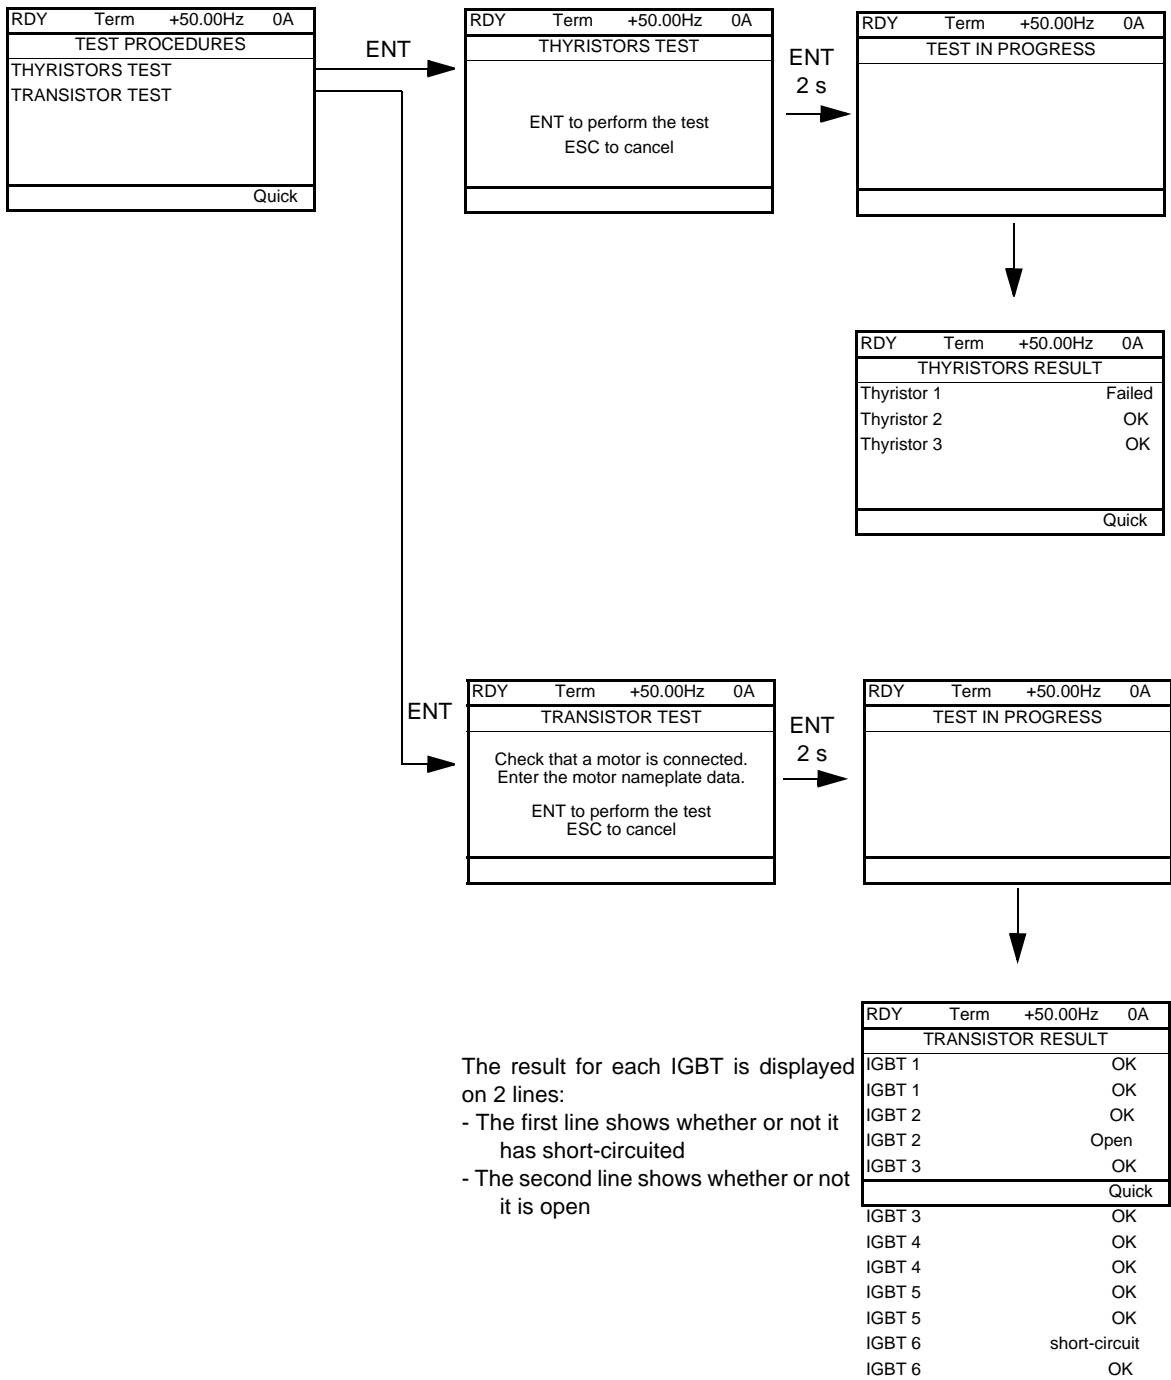 RDY Term +50.00Hz 0A
TEST PROCEDURES
THYRISTORS TEST
TRANSISTOR TEST
Quick
ENT
RDY Term +50.00Hz 0A
THYRISTORS TEST
ENT to perform the test
ESC to cancel
ENT
2 s
RDY Term +50.00Hz 0A
TEST IN PROGRESS
RDY Term +50.00Hz 0A
THYRISTORS RESULT
Thyristor 1 Failed
Thyristor 2 OK
Thyristor 3 OK
Quick
ENT
RDY Term +50.00Hz 0A
TRANSISTOR TEST
Check that a motor is connected.
Enter the motor nameplate data.
ENT to perform the test
ESC to cancel
ENT
2 s
RDY Term +50.00Hz 0A
TEST IN PROGRESS
The result for each IGBT is displayed
on 2 lines:
- The first line shows whether or not it
has short-circuited
- The second line shows whether or not
it is open
RDY Term +50.00Hz 0A
TRANSISTOR RESULT
IGBT 1 OK
IGBT 1 OK
IGBT 2 OK
IGBT 2 Open
IGBT 3 OK
Quick
IGBT 3 OK
IGBT 4 OK
IGBT 4 OK
IGBT 5 OK
IGBT 5 OK
IGBT 6 short-circuit
IGBT 6 OK